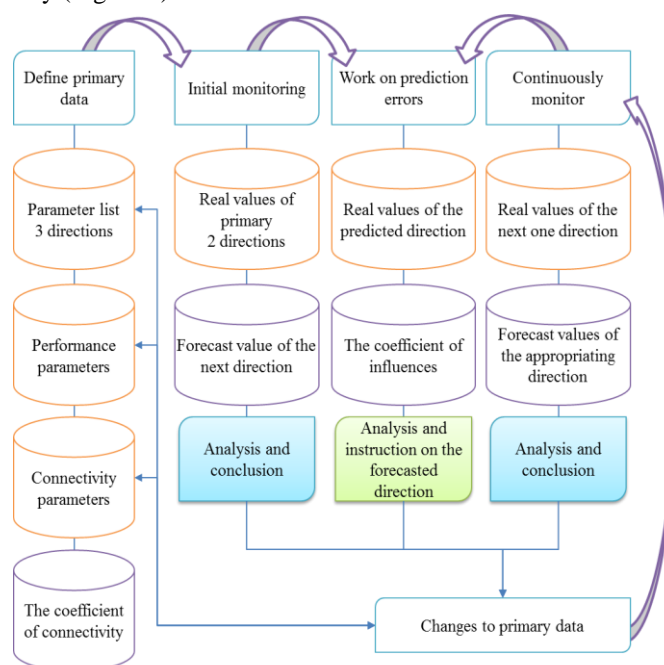 Define primary
data
Initial monitoring
Work on prediction
errors
Continuously
monitor
Parameter list
3 directions
Real values of
primary
2 directions
Real values of the
predicted direction
Real values of the
next one direction
Performance
parameters
Forecast value of the
next direction
The coefficient of
influences
Forecast values of
the appropriating
direction
Connectivity
parameters
Analysis and
conclusion
Analysis and
instruction on the
forecasted
direction
Analysis and
conclusion
The coefficient
of connectivity
Changes to primary data